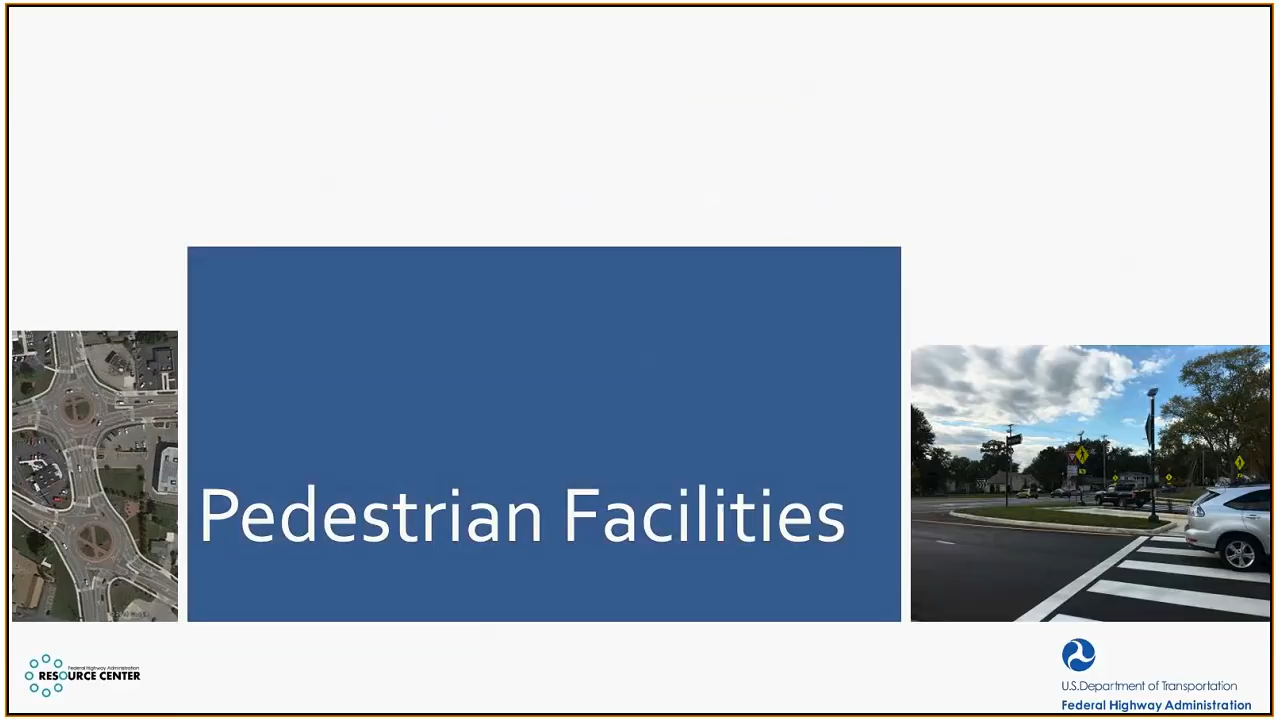 Pedestrian Facilities
Federal Highway Administration
RESOURCE CENTER
U.S.Department of Transportation
Federal Highway Administration